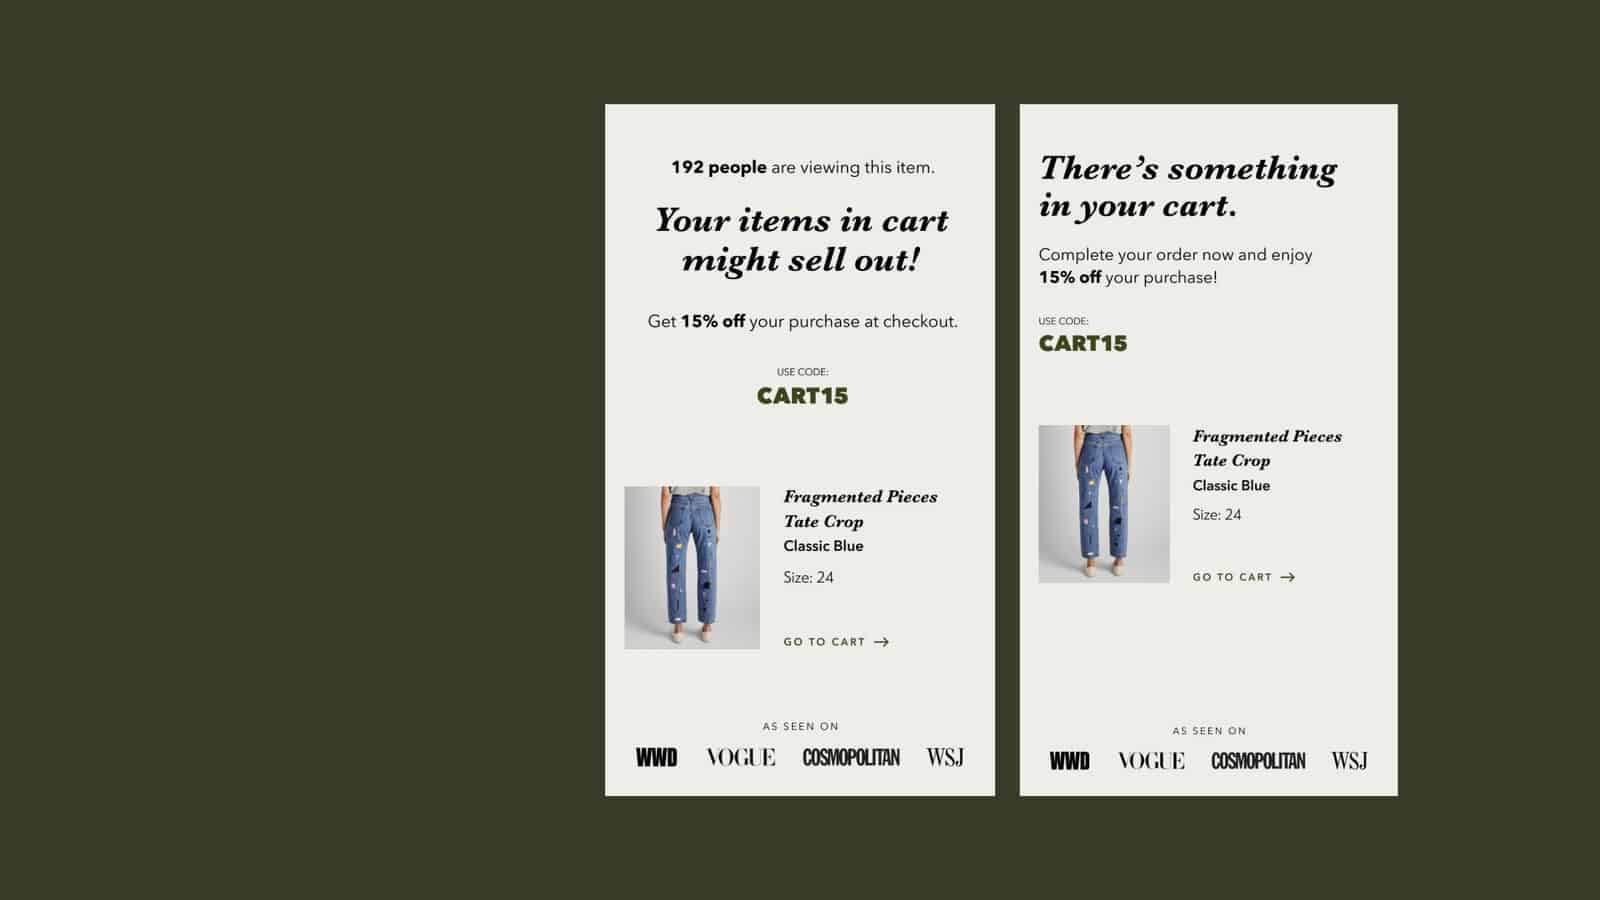 192 people are viewing this item.
Your items in cart
might sell out!
Get 15% off your purchase at checkout.
USE CODE:
CART15
Fragmented Pieces
Tate Crop
Classic Blue
Size: 24
GO TO CART →
AS SEEN ON
WWD VOGUE COSMOPOLITAN WSJ
There’s something
in your cart.
Complete your order now and enjoy
15% off your purchase!
USE CODE:
CART15
Fragmented Pieces
Tate Crop
Classic Blue
Size: 24
GO TO CART →
AS SEEN ON
WWD VOGUE COSMOPOLITAN WSJ